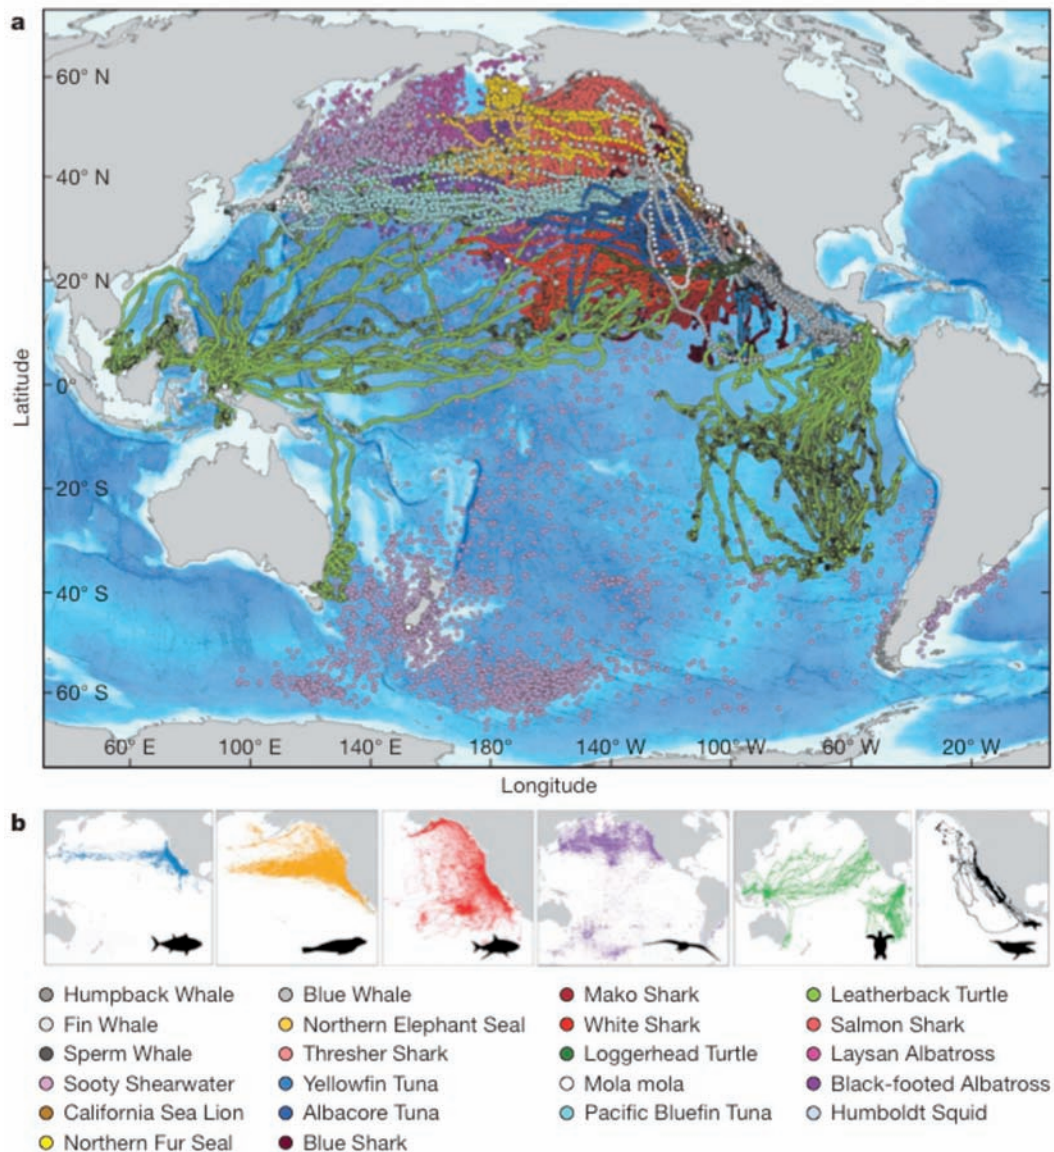 a
60° N
40° N
20° N
0°
20° S
40° S
60° S
Latitude
60° E 100° E 140° E 180° 140° W 100° W 60° W 20° W
Longitude
b
Humpback Whale Blue Whale Mako Shark Leatherback Turtle
Fin Whale Northern Elephant Seal White Shark Salmon Shark
Sperm Whale Thresher Shark Loggerhead Turtle Laysan Albatross
Sooty Shearwater Yellowfin Tuna Mola mola Black-footed Albatross
California Sea Lion Albacore Tuna Pacific Bluefin Tuna Humboldt Squid
Northern Fur Seal Blue Shark